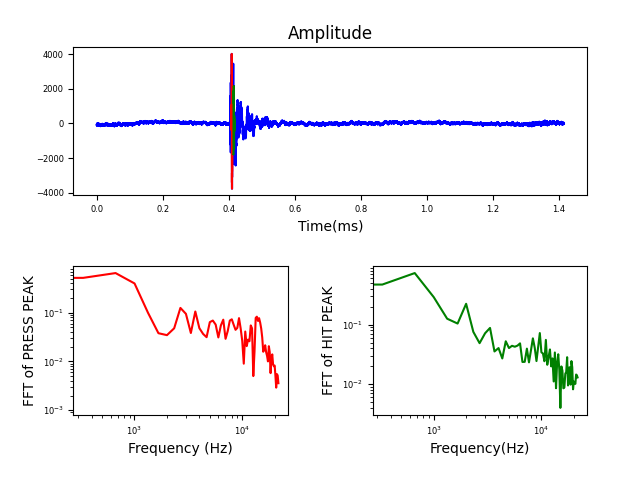 Amplitude
4000
2000
0
−2000
−4000
0.0 0.2 0.4 0.6 0.8 1.0 1.2 1.4
Time(ms)
FFT of PRESS PEAK
10⁻¹
10⁻²
10⁻³
10³ 10⁴
Frequency (Hz)
FFT of HIT PEAK
10⁻¹
10⁻²
10³ 10⁴
Frequency(Hz)